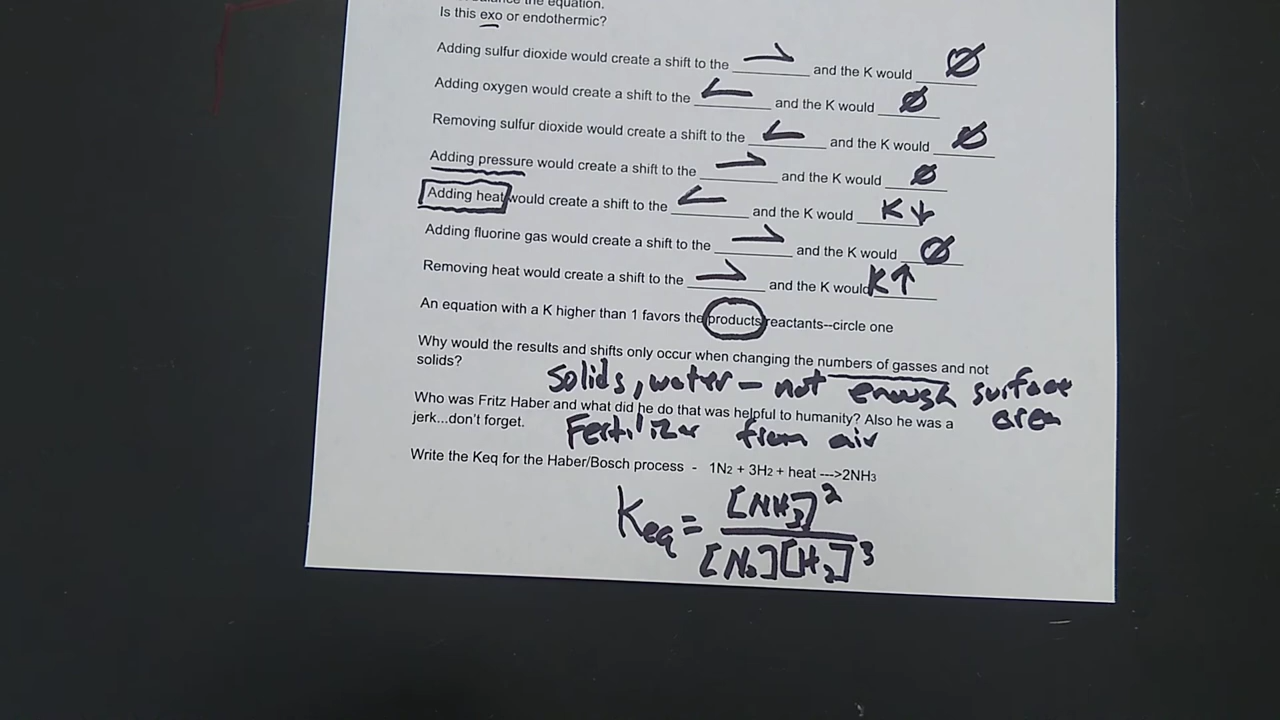 the equation.
Is this exo or endothermic?
Adding sulfur dioxide would create a shift to the ⇀ and the K would ∅
Adding oxygen would create a shift to the ↼ and the K would ∅
Removing sulfur dioxide would create a shift to the ↼ and the K would ∅
Adding pressure would create a shift to the ⇀ and the K would ∅
Adding heat would create a shift to the ↼ and the K would K↓
Adding fluorine gas would create a shift to the ⇀ and the K would ∅
Removing heat would create a shift to the ⇀ and the K would K↑
An equation with a K higher than 1 favors the products reactants--circle one
Why would the results and shifts only occur when changing the numbers of gasses and not
solids?
Solids, water - not enough surface
area
Who was Fritz Haber and what did he do that was helpful to humanity? Also he was a
jerk...don't forget.
Fertilizer from air
Write the Keq for the Haber/Bosch process - 1N2 + 3H2 + heat --->2NH3
Keq = [NH3]²
[N2][H2]³